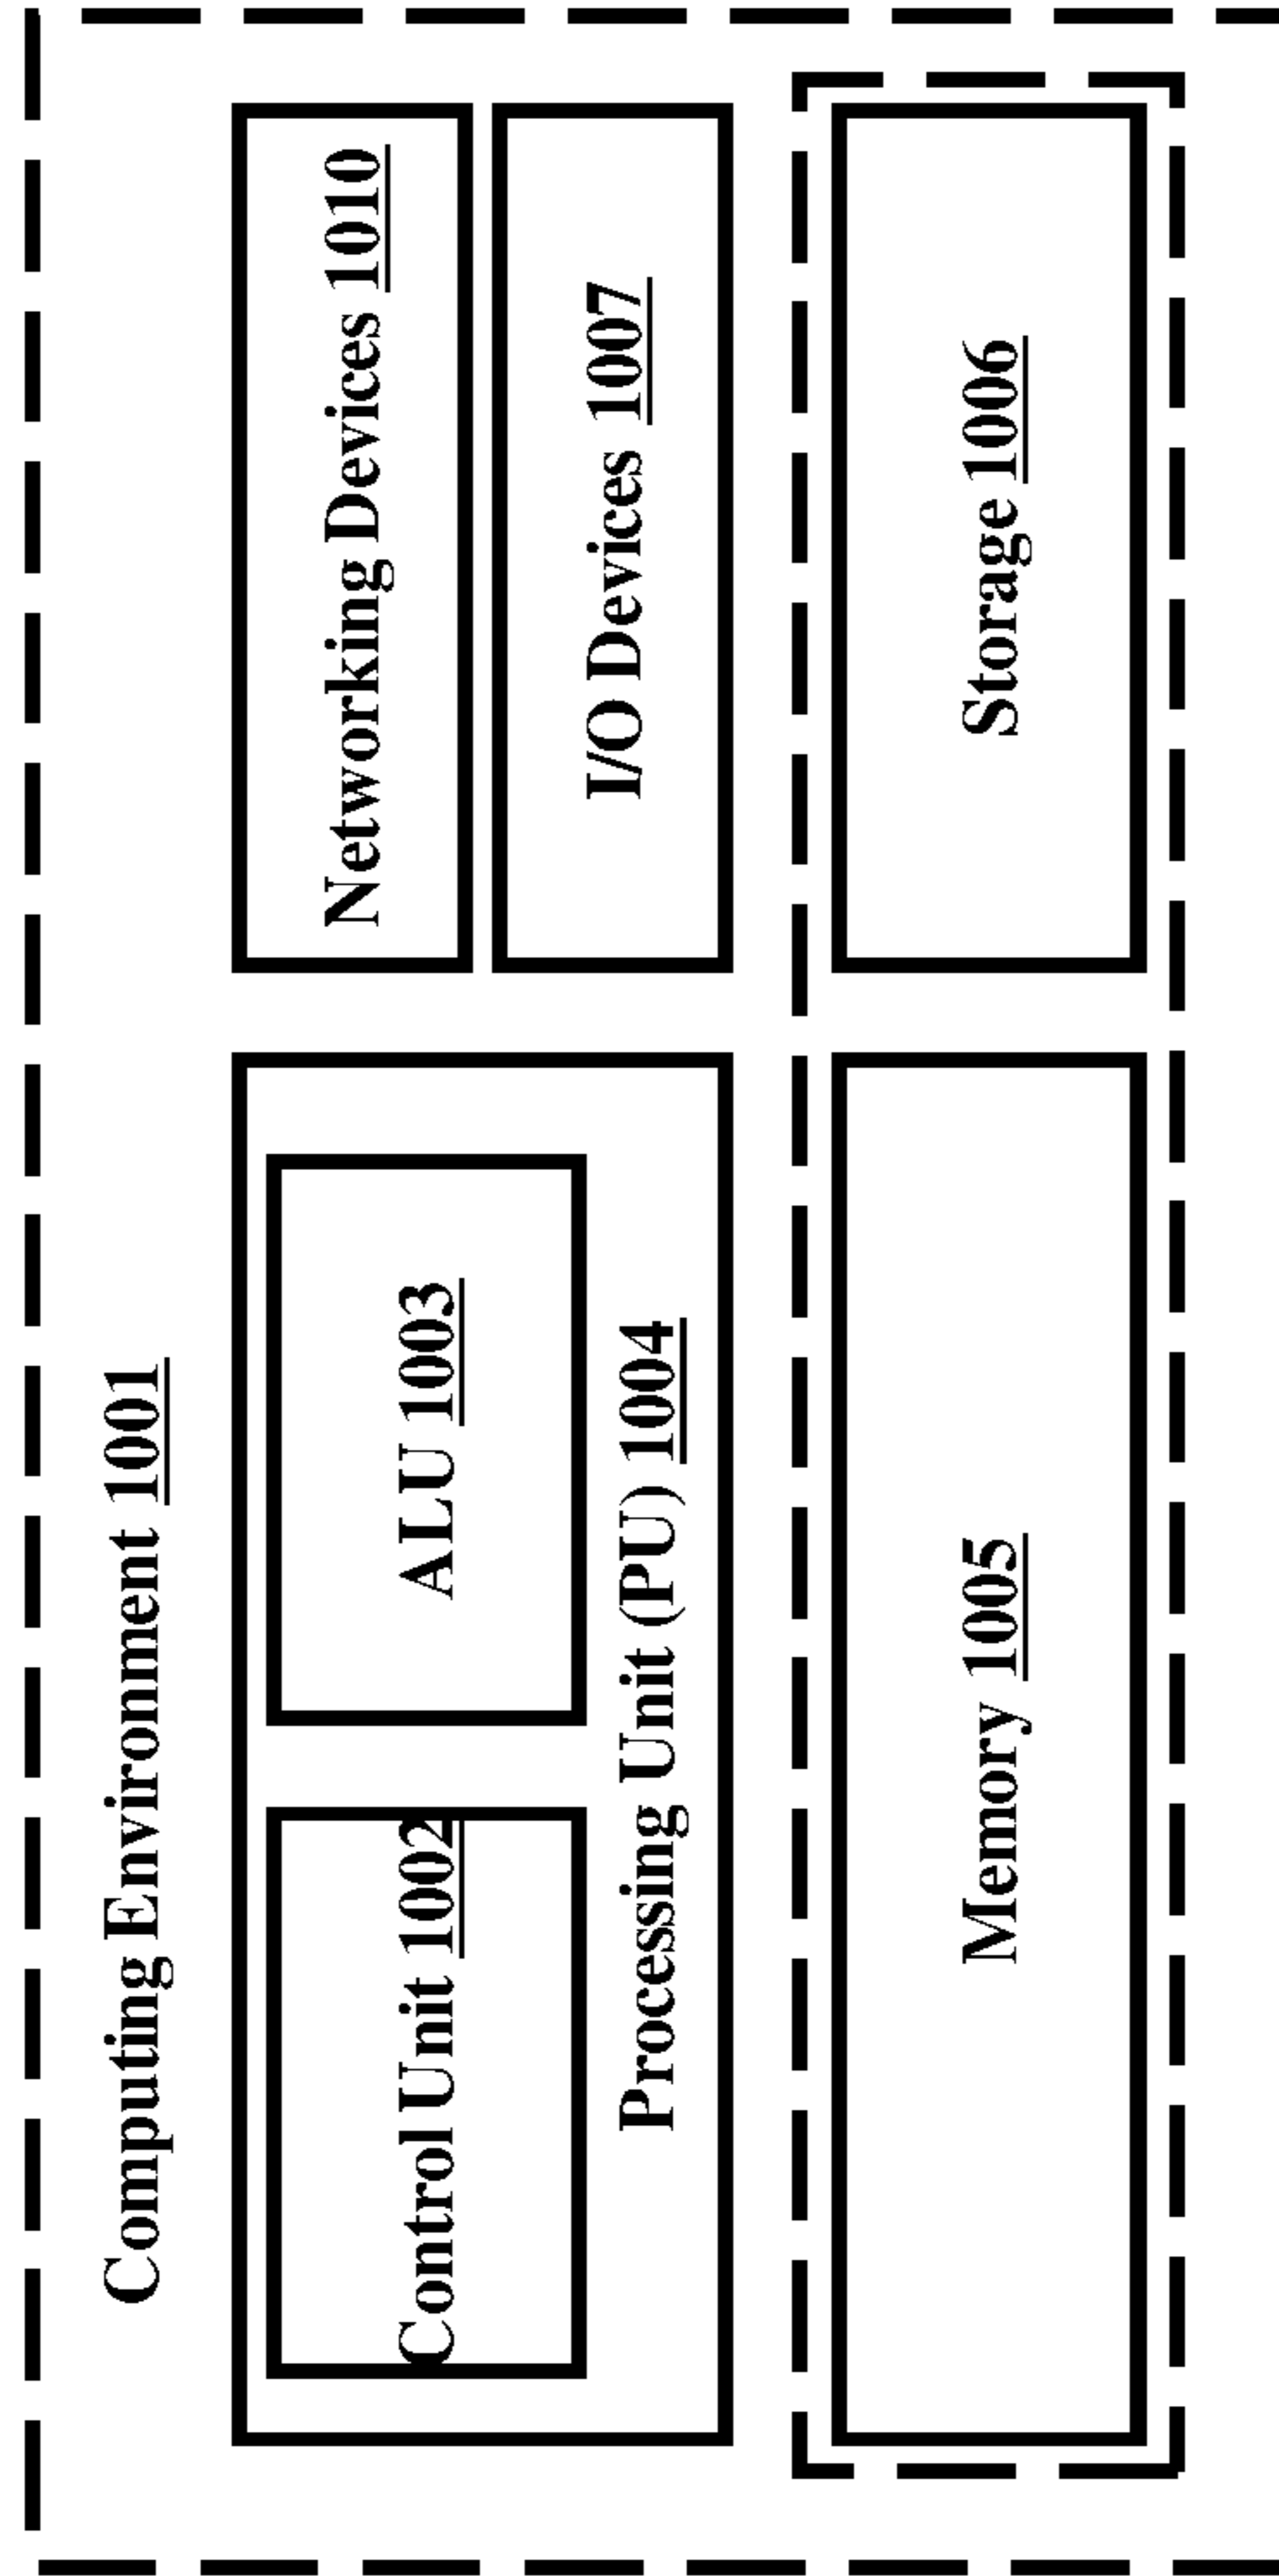 Computing Environment 1001
Control Unit 1002
ALU 1003
Processing Unit (PU) 1004
Networking Devices 1010
I/O Devices 1007
Memory 1005
Storage 1006